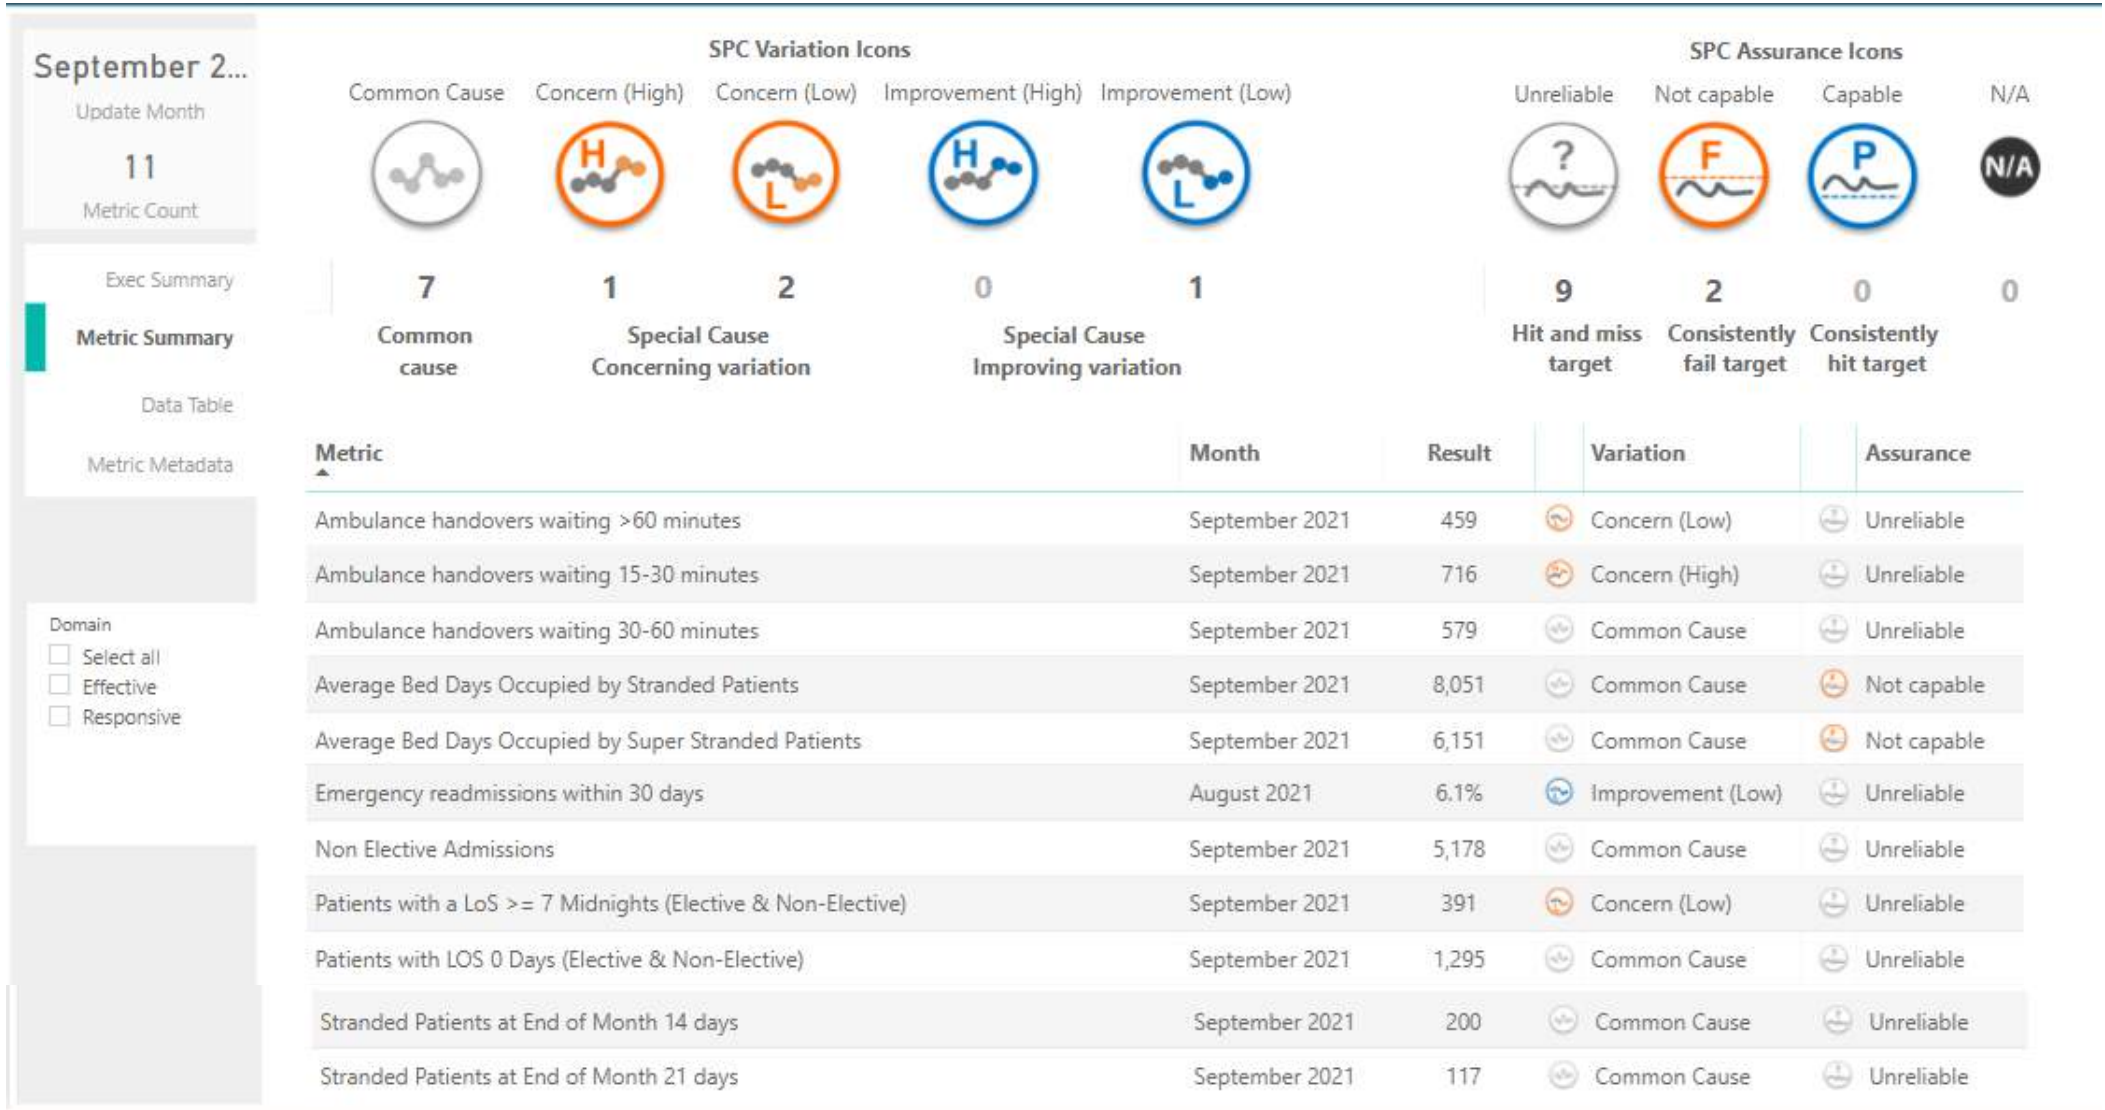 September 2...
Update Month
11
Metric Count
Exec Summary
Metric Summary
Data Table
Metric Metadata
Domain
Select all
Effective
Responsive
SPC Variation Icons
Common Cause Concern (High) Concern (Low) Improvement (High) Improvement (Low)
H L H L
7 1 2 0 1
Common cause
Special Cause
Concerning variation
Special Cause
Improving variation
SPC Assurance Icons
Unreliable Not capable Capable N/A
? F P N/A
9 2 0 0
Hit and miss target
Consistently fail target
Consistently hit target
Metric Month Result Variation Assurance
Ambulance handovers waiting >60 minutes September 2021 459 Concern (Low) Unreliable
Ambulance handovers waiting 15-30 minutes September 2021 716 Concern (High) Unreliable
Ambulance handovers waiting 30-60 minutes September 2021 579 Common Cause Unreliable
Average Bed Days Occupied by Stranded Patients September 2021 8,051 Common Cause Not capable
Average Bed Days Occupied by Super Stranded Patients September 2021 6,151 Common Cause Not capable
Emergency readmissions within 30 days August 2021 6.1% Improvement (Low) Unreliable
Non Elective Admissions September 2021 5,178 Common Cause Unreliable
Patients with a LoS >= 7 Midnights (Elective & Non-Elective) September 2021 391 Concern (Low) Unreliable
Patients with LOS 0 Days (Elective & Non-Elective) September 2021 1,295 Common Cause Unreliable
Stranded Patients at End of Month 14 days September 2021 200 Common Cause Unreliable
Stranded Patients at End of Month 21 days September 2021 117 Common Cause Unreliable